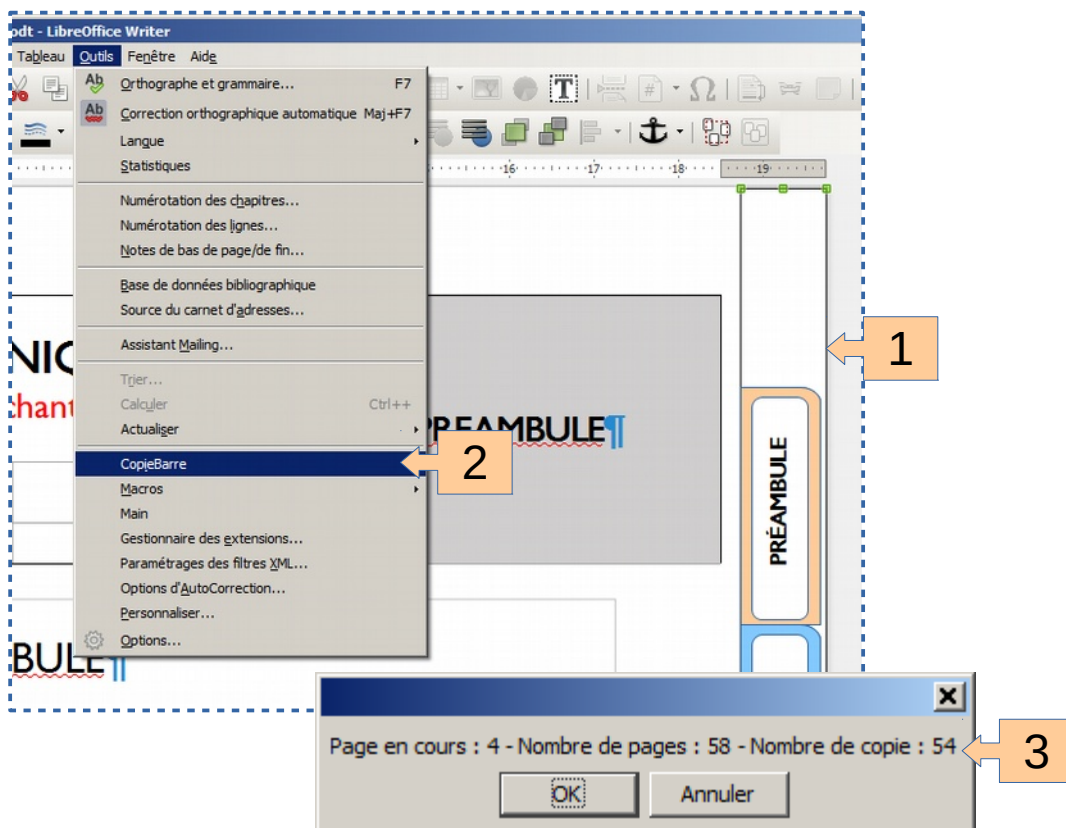 odt - LibreOffice Writer
Tableau Outils Fenêtre Aide
Orthographe et grammaire... F7
Correction orthographique automatique Maj+F7
Langue
Statistiques
16 17 18 19
Numérotation des chapitres...
Numérotation des lignes...
Notes de bas de page/de fin...
Base de données bibliographique
Source du carnet d'adresses...
Assistant Mailing...
Trier...
Calculer Ctrl++
Actualiser
CopieBarre
Macros
Main
Gestionnaire des extensions...
Paramétrages des filtres XML...
Options d'AutoCorrection...
Personnaliser...
Options...
NIQ
chant
PREAMBULE¶
BULE¶
PRÉAMBULE
1
2
Page en cours : 4 - Nombre de pages : 58 - Nombre de copie : 54
OK Annuler
3